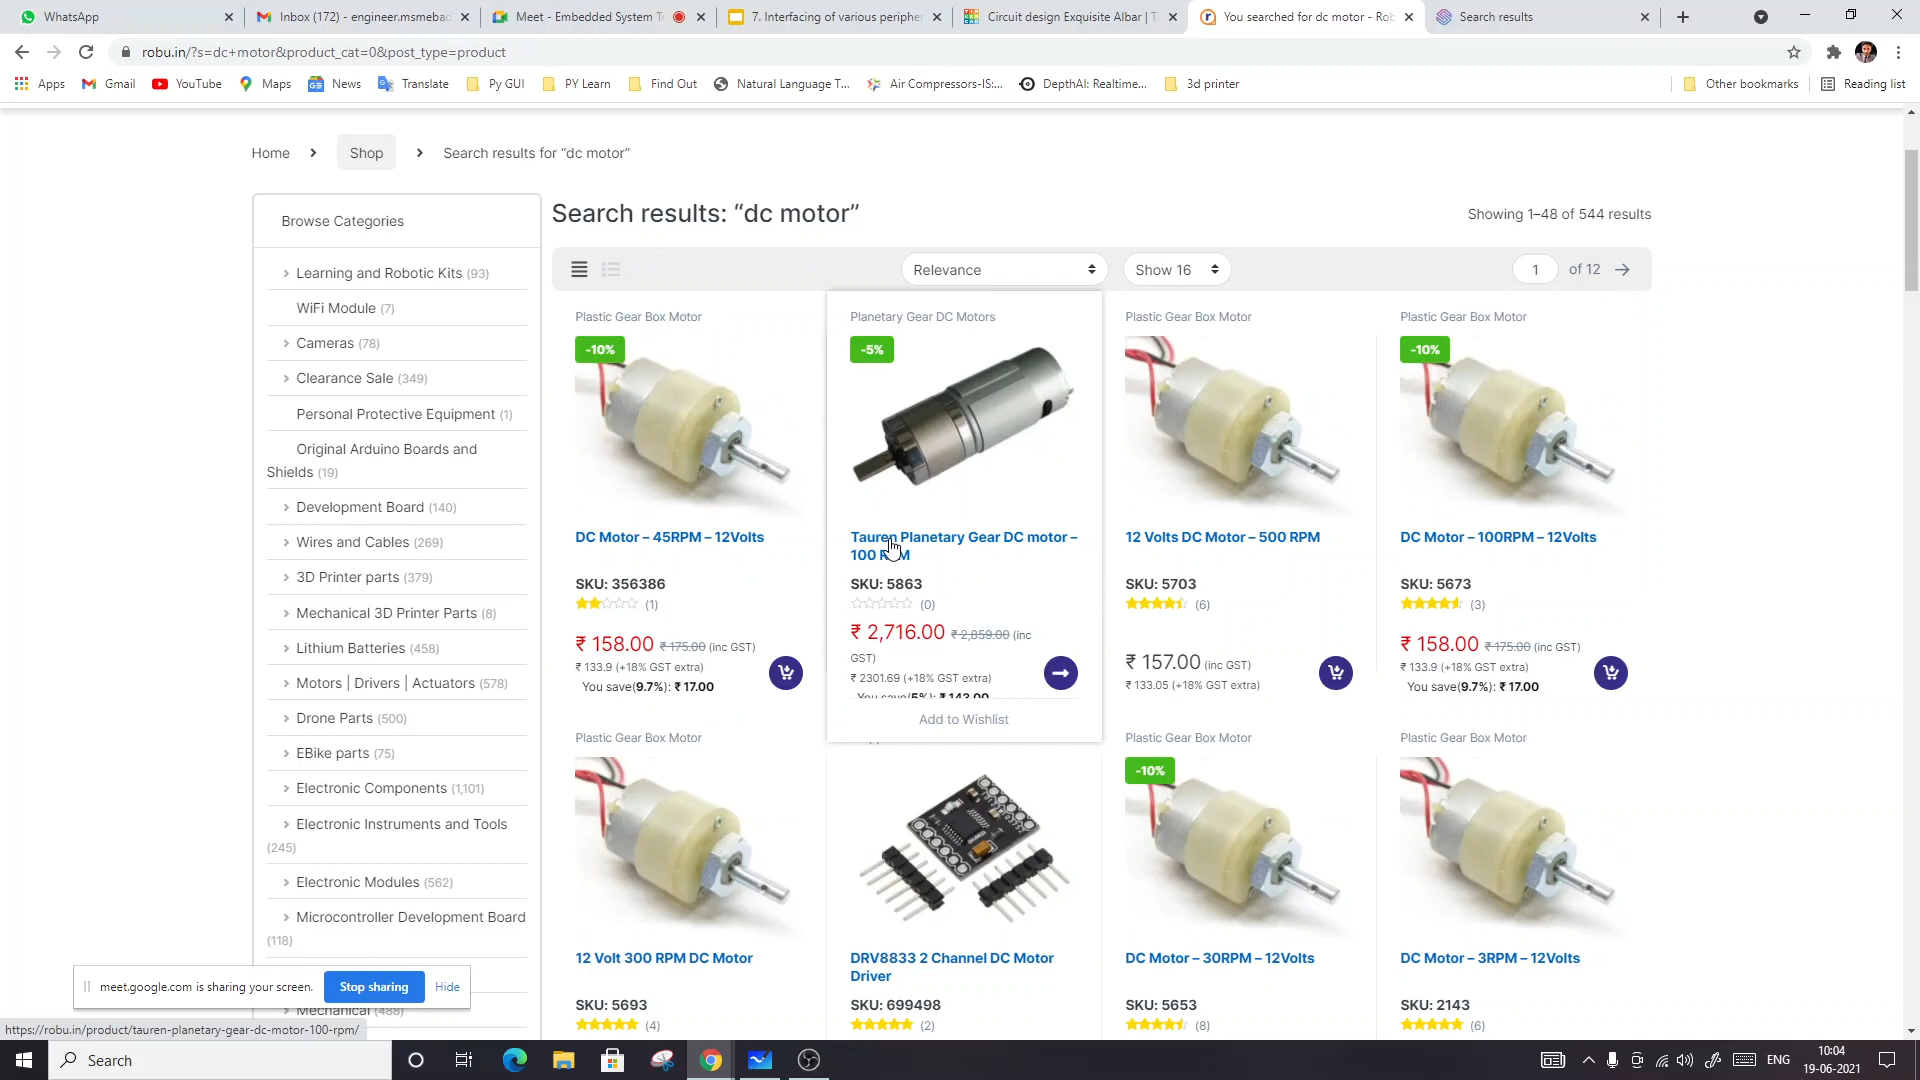 WhatsApp
Inbox (172) - engineer.msmebad
Meet - Embedded System Tr
7. Interfacing of various periphe
Circuit design Exquisite Albar | Ti
You searched for dc motor - Rob
Search results
robu.in/?s=dc+motor&product_cat=0&post_type=product
Apps
Gmail
YouTube
Maps
News
Translate
Py GUI
PY Learn
Find Out
Natural Language T...
Air Compressors-IS:...
DepthAI: Realtime...
3d printer
Other bookmarks
Reading list
Home
Shop
Search results for “dc motor”
Browse Categories
Learning and Robotic Kits (93)
WiFi Module (7)
Cameras (78)
Clearance Sale (349)
Personal Protective Equipment (1)
Original Arduino Boards and
Shields (19)
Development Board (140)
Wires and Cables (269)
3D Printer parts (379)
Mechanical 3D Printer Parts (8)
Lithium Batteries (458)
Motors | Drivers | Actuators (578)
Drone Parts (500)
EBike parts (75)
Electronic Components (1,101)
Electronic Instruments and Tools
(245)
Electronic Modules (562)
Microcontroller Development Board
(118)
Mechanical (488)
Search results: “dc motor”
Showing 1–48 of 544 results
Relevance
Show 16
1
of 12
Plastic Gear Box Motor
-10%
DC Motor – 45RPM – 12Volts
SKU: 356386
(1)
₹ 158.00 ₹ 175.00 (inc GST)
₹ 133.9 (+18% GST extra)
You save(9.7%): ₹ 17.00
Planetary Gear DC Motors
-5%
Tauren Planetary Gear DC motor –
100 RPM
SKU: 5863
(0)
₹ 2,716.00 ₹ 2,859.00 (inc
GST)
₹ 2301.69 (+18% GST extra)
You save(5%): ₹ 143.00
Add to Wishlist
Plastic Gear Box Motor
12 Volts DC Motor – 500 RPM
SKU: 5703
(6)
₹ 157.00 (inc GST)
₹ 133.05 (+18% GST extra)
Plastic Gear Box Motor
-10%
DC Motor – 100RPM – 12Volts
SKU: 5673
(3)
₹ 158.00 ₹ 175.00 (inc GST)
₹ 133.9 (+18% GST extra)
You save(9.7%): ₹ 17.00
Plastic Gear Box Motor
12 Volt 300 RPM DC Motor
SKU: 5693
(4)
DRV8833 2 Channel DC Motor
Driver
SKU: 699498
(2)
Plastic Gear Box Motor
-10%
DC Motor – 30RPM – 12Volts
SKU: 5653
(8)
Plastic Gear Box Motor
DC Motor – 3RPM – 12Volts
SKU: 2143
(6)
meet.google.com is sharing your screen.
Stop sharing
Hide
https://robu.in/product/tauren-planetary-gear-dc-motor-100-rpm/
Search
ENG
10:04
19-06-2021